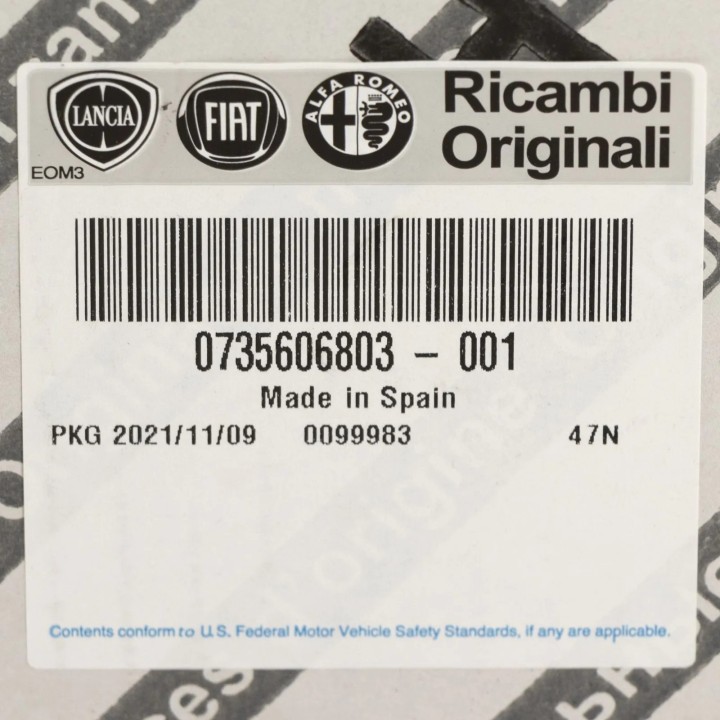 LANCIA
FIAT
ALFA ROMEO
Ricambi
Originali
EOM3
0735606803 - 001
Made in Spain
PKG 2021/11/09 0099983 47N
Contents conform to U.S. Federal Motor Vehicle Safety Standards, if any are applicable.